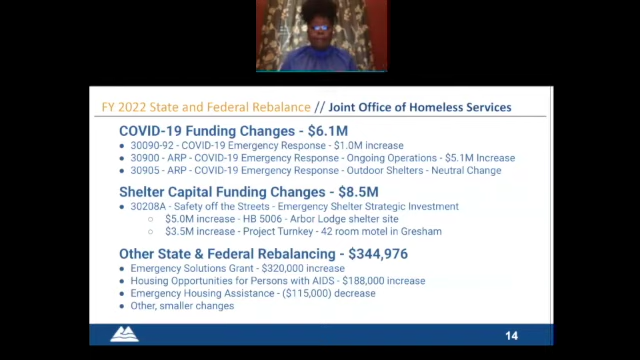 FY 2022 State and Federal Rebalance // Joint Office of Homeless Services
COVID-19 Funding Changes - $6.1M
● 30090-92 - COVID-19 Emergency Response - $1.0M increase
● 30900 - ARP - COVID-19 Emergency Response - Ongoing Operations - $5.1M Increase
● 30905 - ARP - COVID-19 Emergency Response - Outdoor Shelters - Neutral Change
Shelter Capital Funding Changes - $8.5M
● 30208A - Safety off the Streets - Emergency Shelter Strategic Investment
○ $5.0M increase - HB 5006 - Arbor Lodge shelter site
○ $3.5M increase - Project Turnkey - 42 room motel in Gresham
Other State & Federal Rebalancing - $344,976
● Emergency Solutions Grant - $320,000 increase
● Housing Opportunities for Persons with AIDS - $188,000 increase
● Emergency Housing Assistance - ($115,000) decrease
● Other, smaller changes
14